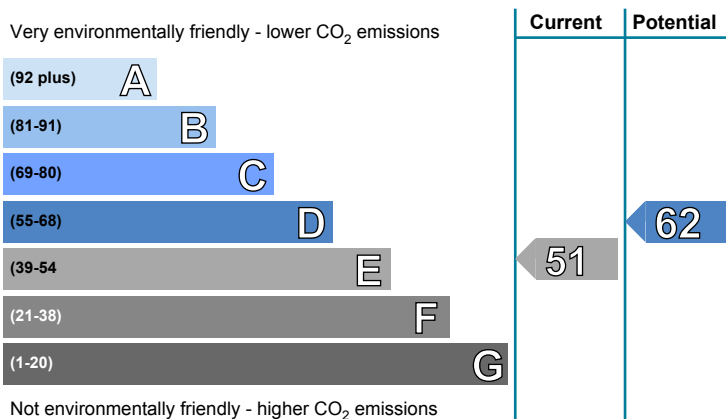 Current Potential
Very environmentally friendly - lower CO2 emissions
(92 plus) A
(81-91) B
(69-80) C
(55-68) D
62
(39-54 E
51
(21-38) F
(1-20) G
Not environmentally friendly - higher CO2 emissions